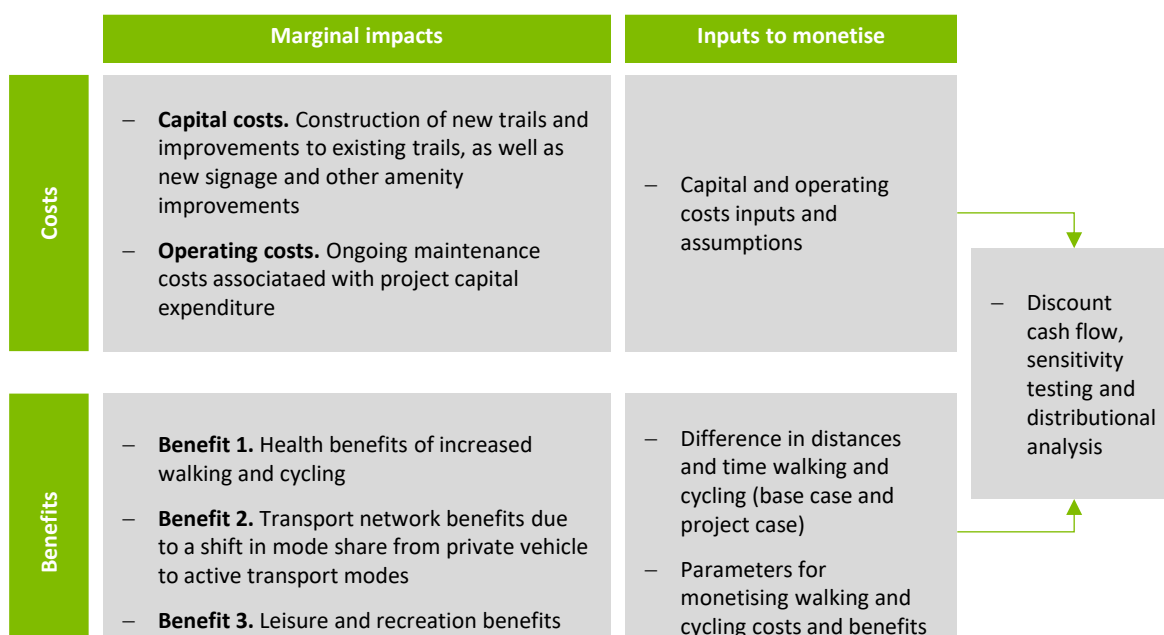 Marginal impacts
Inputs to monetise
Costs
– Capital costs. Construction of new trails and
improvements to existing trails, as well as
new signage and other amenity
improvements
– Operating costs. Ongoing maintenance
costs associataed with project capital
expenditure
– Capital and operating
costs inputs and
assumptions
– Discount
cash flow,
sensitivity
testing and
distributional
analysis
Benefits
– Benefit 1. Health benefits of increased
walking and cycling
– Benefit 2. Transport network benefits due
to a shift in mode share from private vehicle
to active transport modes
– Benefit 3. Leisure and recreation benefits
– Difference in distances
and time walking and
cycling (base case and
project case)
– Parameters for
monetising walking and
cycling costs and benefits